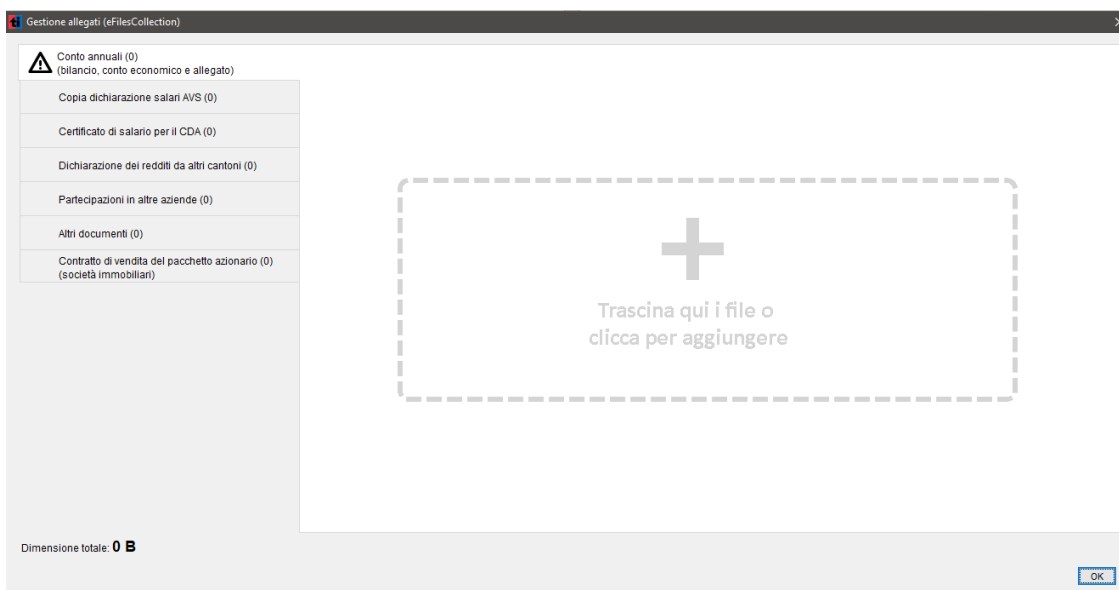 Gestione allegati (eFilesCollection)
Conto annuali (0)
(bilancio, conto economico e allegato)
Copia dichiarazione salari AVS (0)
Certificato di salario per il CDA (0)
Dichiarazione dei redditi da altri cantoni (0)
Partecipazioni in altre aziende (0)
Altri documenti (0)
Contratto di vendita del pacchetto azionario (0)
(società immobiliari)
Trascina qui i file o
clicca per aggiungere
Dimensione totale: 0 B
OK